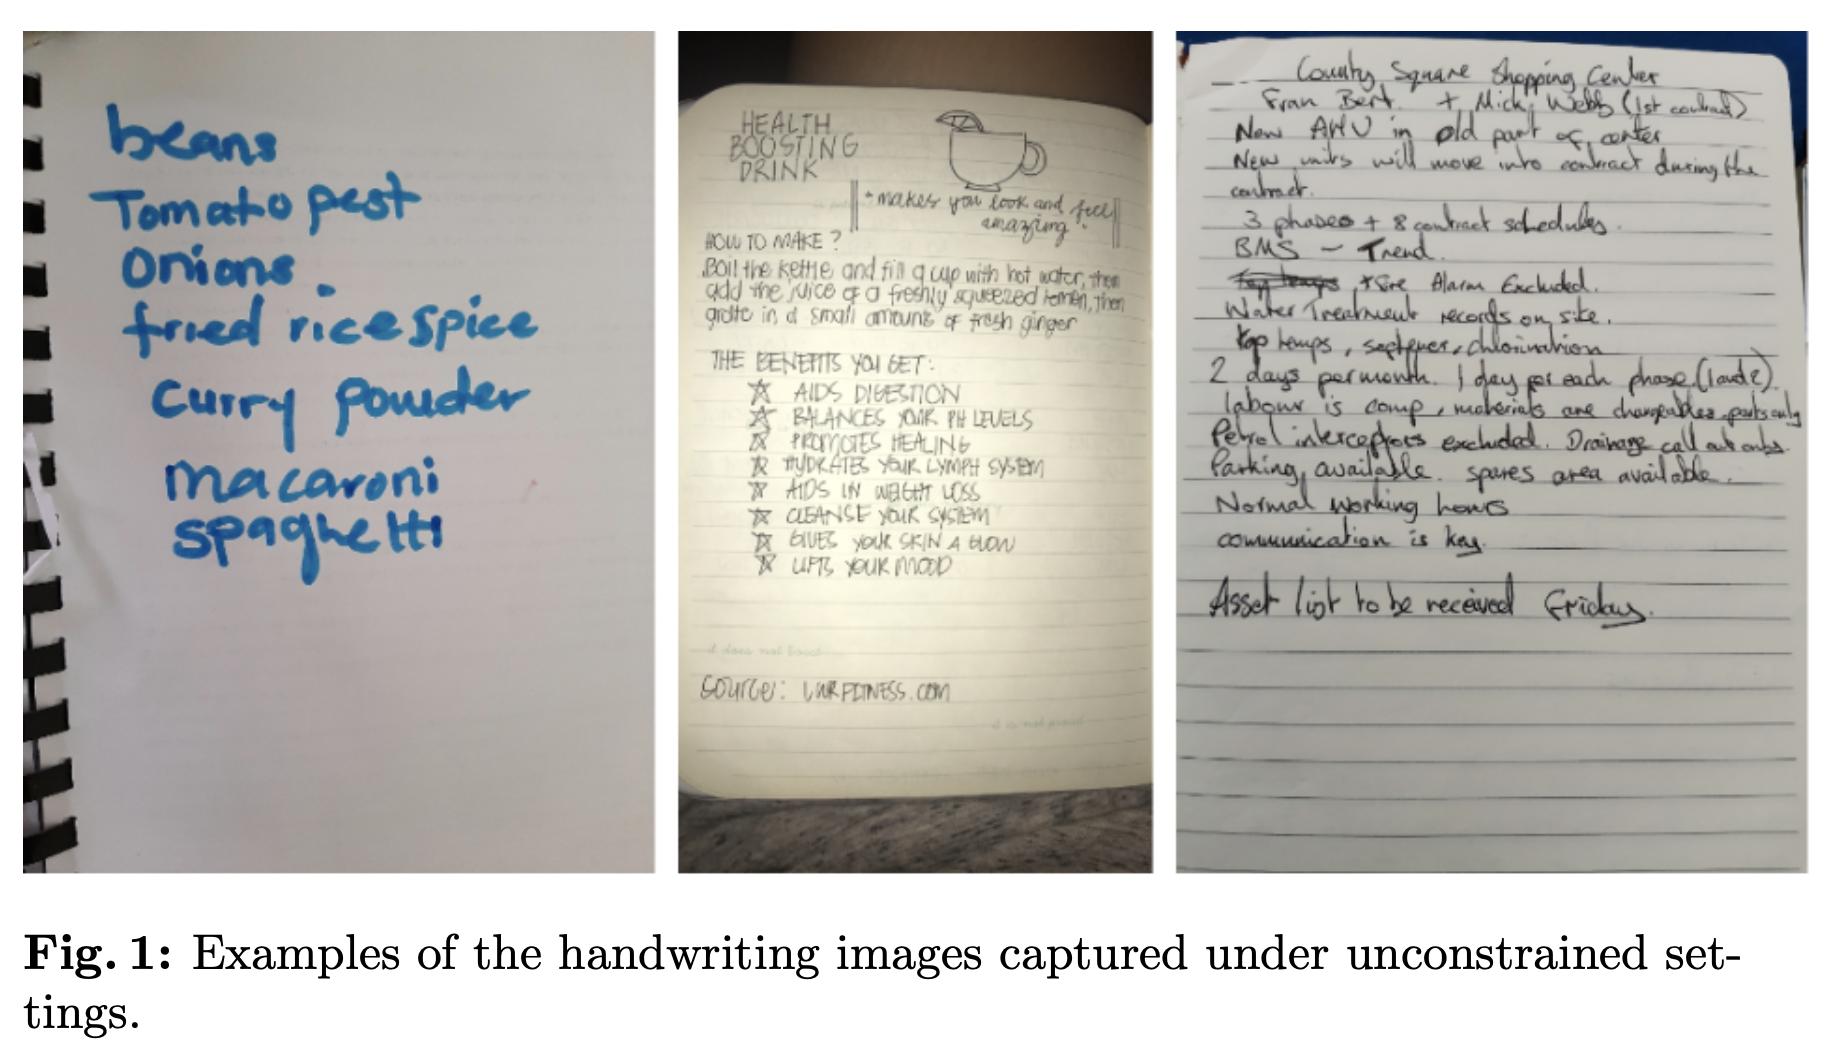 beans
Tomato pest
Onions
fried rice spice
Curry powder
macaroni
spaghetti
HEALTH
BOOSTING
DRINK
* makes you look and feel
amazing.
HOW TO MAKE?
Boil the kettle and fill a cup with hot water, then
add the juice of a freshly squeezed lemon, then
grate in a small amount of fresh ginger
THE BENEFITS YOU GET:
☆ AIDS DIGESTION
☆ BALANCES YOUR PH LEVELS
☆ PROMOTES HEALING
☆ HYDRATES YOUR LYMPH SYSTEM
☆ AIDS IN WEIGHT LOSS
☆ CLEANSE YOUR SYSTEM
☆ GIVES YOUR SKIN A GLOW
☆ LIFTS YOUR MOOD
Source: LWRFITNESS.COM
County Square Shopping Center
Fran Bert. + Mick Webb (1st contract)
New AHU in old part of center
New units will move into contract during the
contract.
3 phases + 8 contract schedules.
BMS - Trend.
Fire Alarm Excluded.
Water Treatment records on site.
Top temps, softener, chlorination
2 days per month. 1 day for each phase. (1 and 2).
labour is comp, materials are chargeable parts only
Petrol interceptors excluded. Drainage call out only.
Parking available. spares area available.
Normal working hours
communication is key.
Asset list to be received Friday.
Fig. 1: Examples of the handwriting images captured under unconstrained set-
tings.